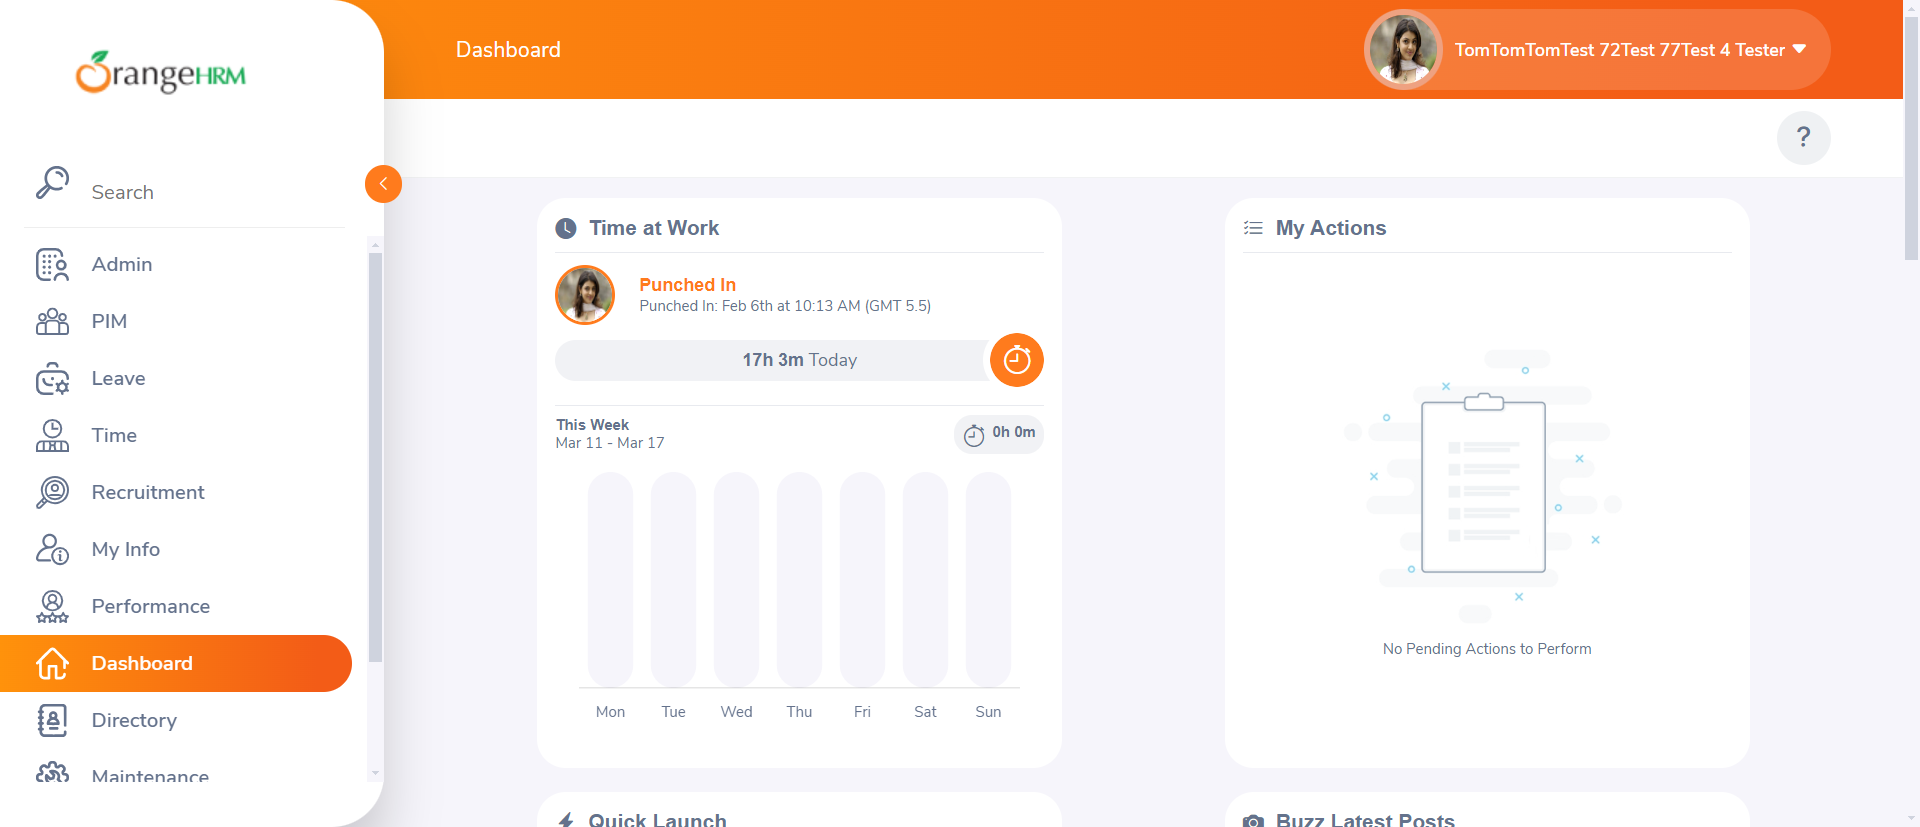 OrangeHRM
Search
Admin
PIM
Leave
Time
Recruitment
My Info
Performance
Dashboard
Directory
Maintenance
Dashboard
TomTomTomTest 72Test 77Test 4 Tester
?
Time at Work
Punched In
Punched In: Feb 6th at 10:13 AM (GMT 5.5)
17h 3m Today
This Week
Mar 11 - Mar 17
0h 0m
Mon Tue Wed Thu Fri Sat Sun
My Actions
No Pending Actions to Perform
Quick Launch
Buzz Latest Posts